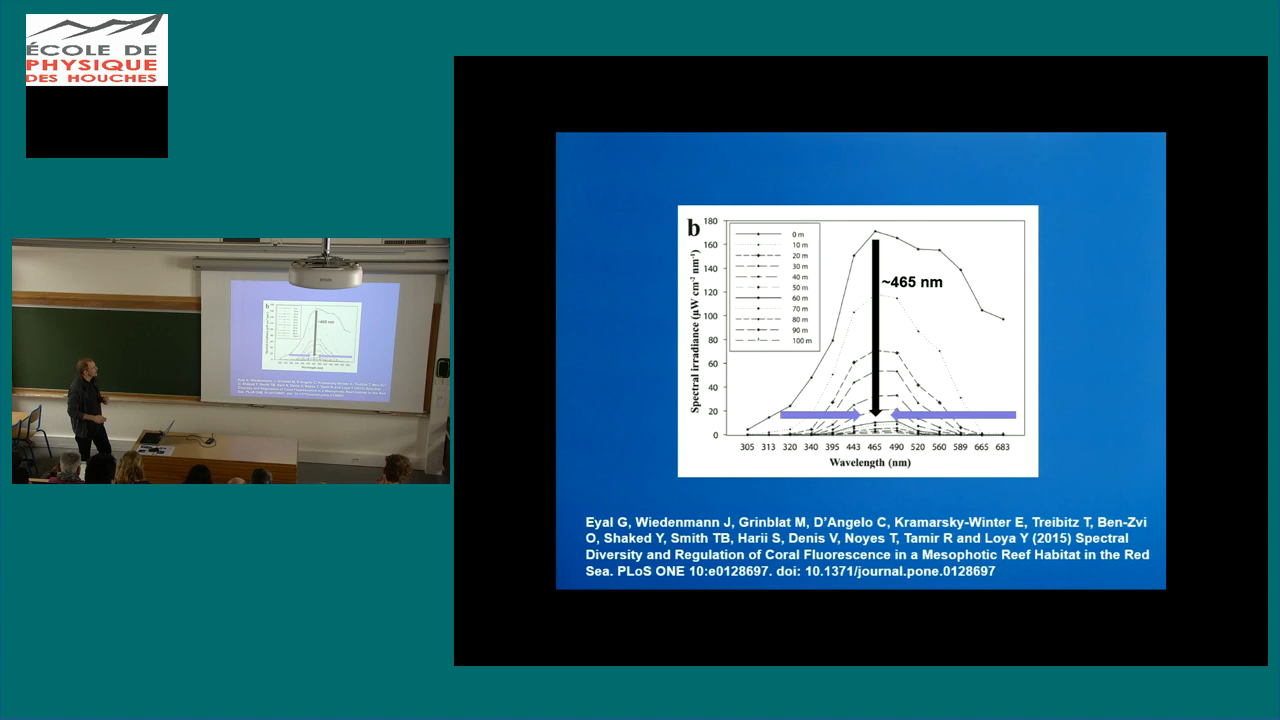 ÉCOLE DE
PHYSIQUE
DES HOUCHES
b
180
160
140
120
100
80
60
40
20
0
Spectral irradiance (µW cm-2 nm-1)
0 m
10 m
20 m
30 m
40 m
50 m
60 m
70 m
80 m
90 m
100 m
~465 nm
305 313 320 340 395 443 465 490 520 560 589 665 683
Wavelength (nm)
Eyal G, Wiedenmann J, Grinblat M, D'Angelo C, Kramarsky-Winter E, Treibitz T, Ben-Zvi
O, Shaked Y, Smith TB, Harii S, Denis V, Noyes T, Tamir R and Loya Y (2015) Spectral
Diversity and Regulation of Coral Fluorescence in a Mesophotic Reef Habitat in the Red
Sea. PLoS ONE 10:e0128697. doi: 10.1371/journal.pone.0128697